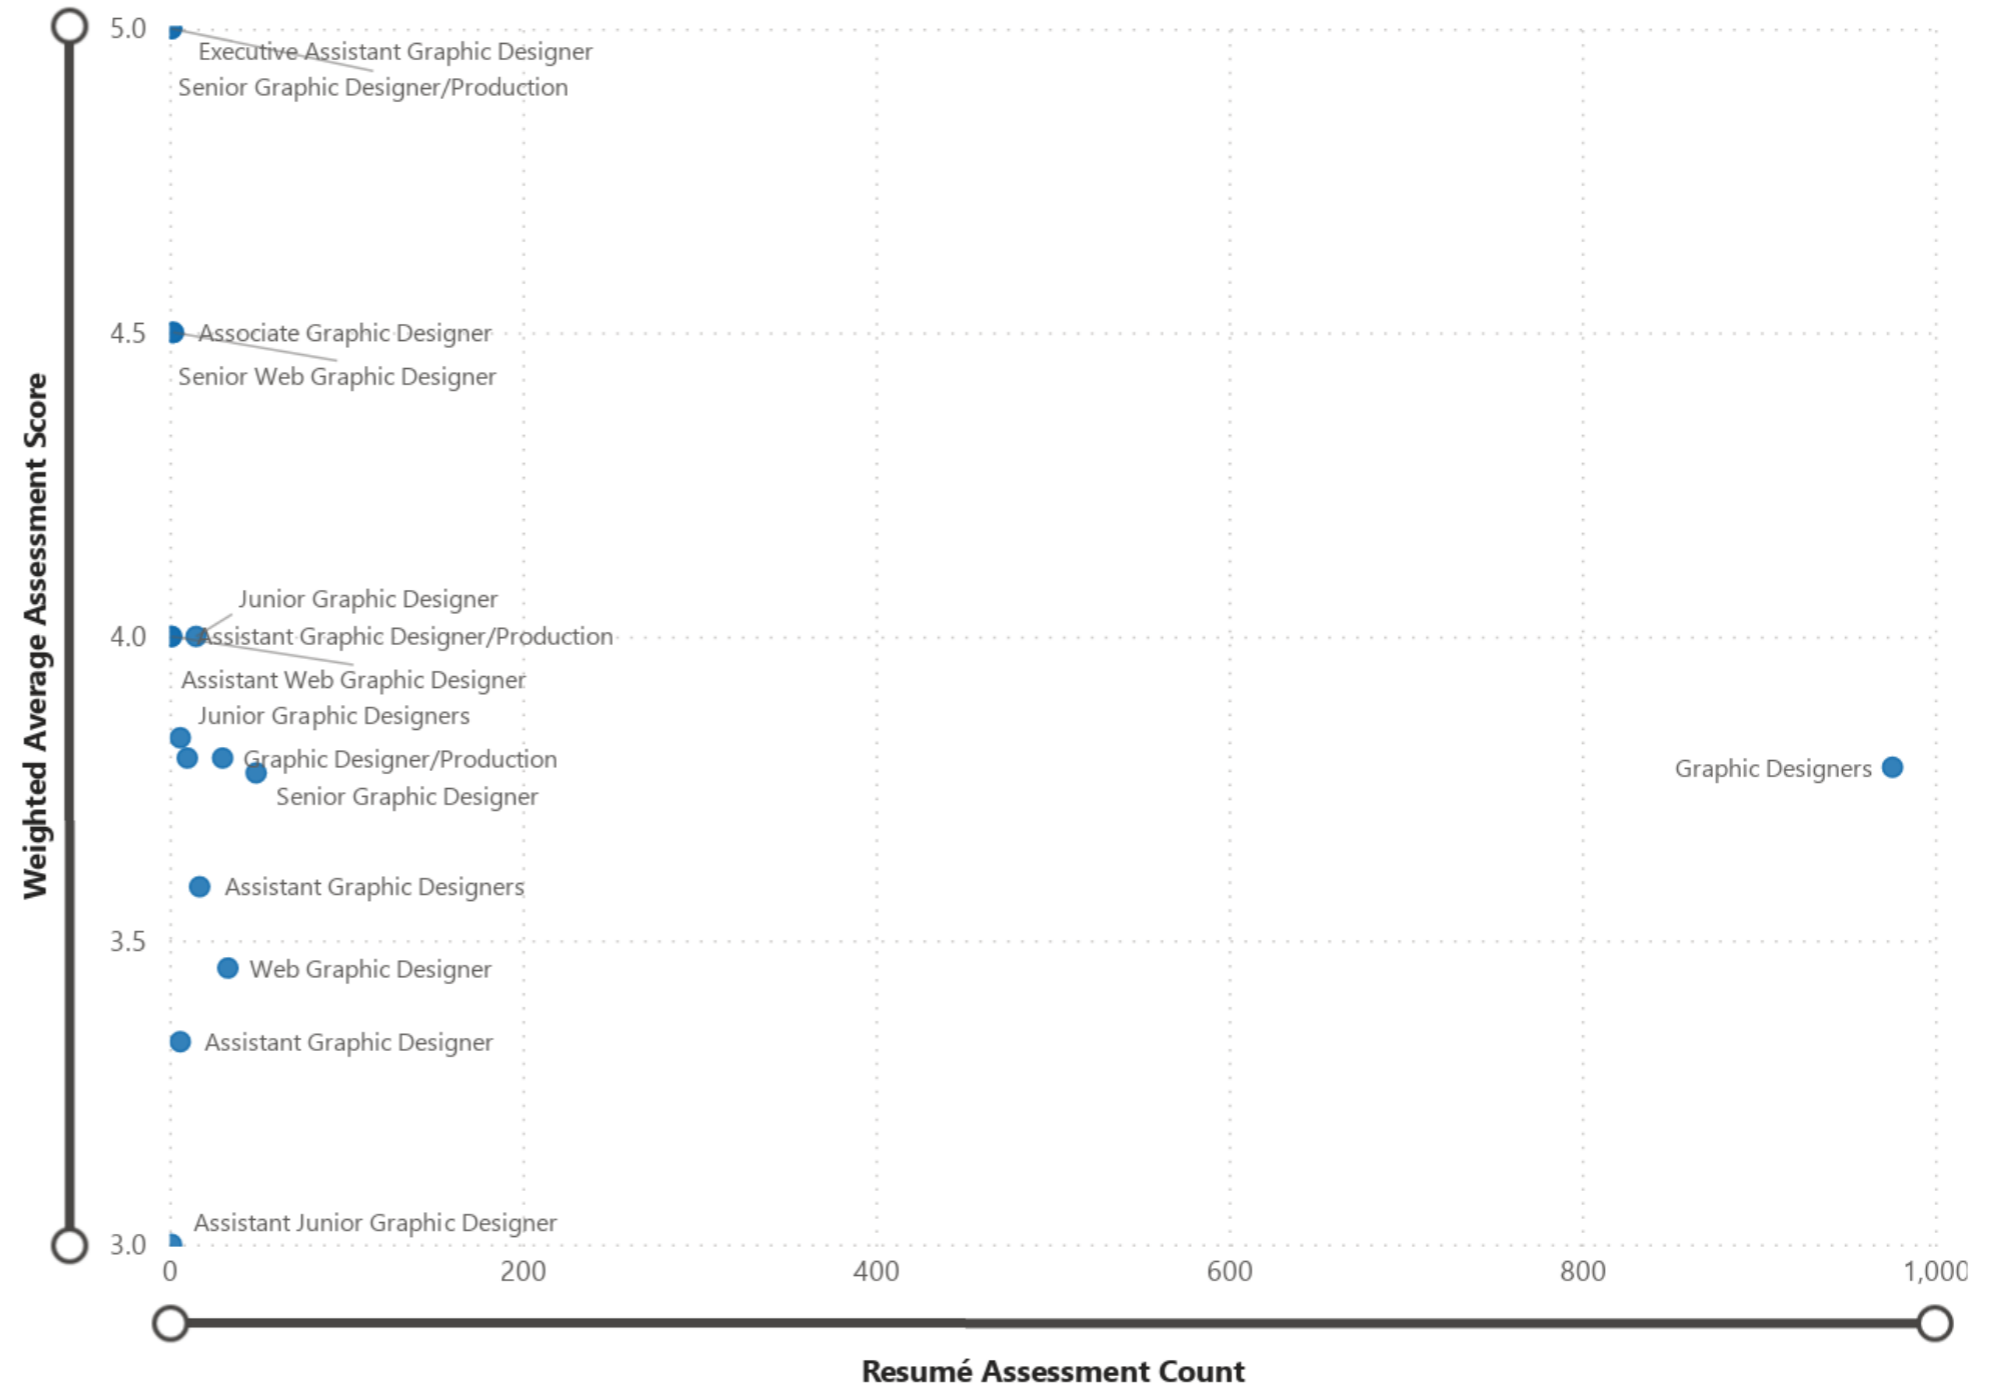 5.0
Executive Assistant Graphic Designer
Senior Graphic Designer/Production
4.5
Associate Graphic Designer
Senior Web Graphic Designer
Junior Graphic Designer
4.0
Assistant Graphic Designer/Production
Assistant Web Graphic Designer
Junior Graphic Designers
Graphic Designer/Production
Graphic Designers
Senior Graphic Designer
Assistant Graphic Designers
3.5
Web Graphic Designer
Assistant Graphic Designer
Assistant Junior Graphic Designer
3.0
0 200 400 600 800 1,000
Resumé Assessment Count
Weighted Average Assessment Score